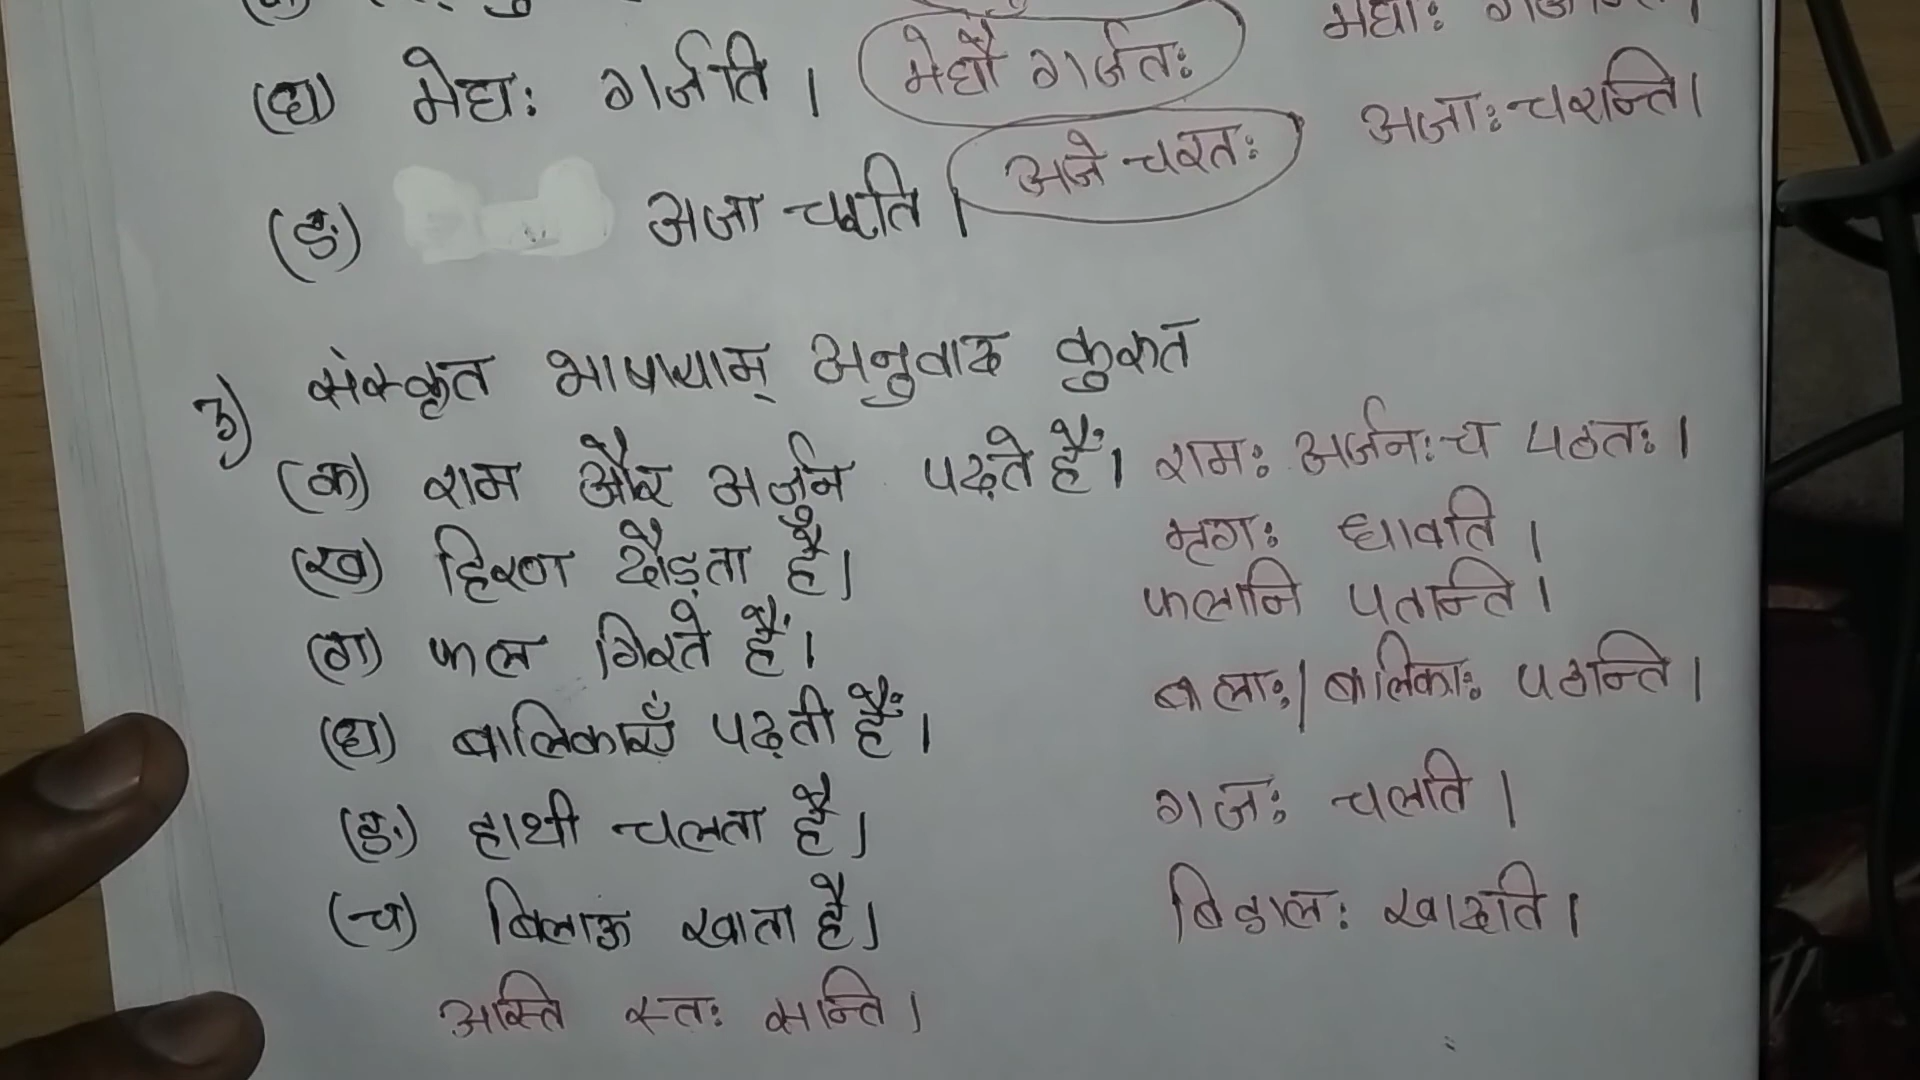 (घ) मेघः गर्जति । मेघौ गर्जतः मेघाः
(ङ) अजा चरति । अजे चरतः अजाः चरन्ति ।
3) संस्कृत भाषायाम् अनुवाद कुरुत
(क) राम और अर्जुन पढ़ते हैं। रामः अर्जनः च पठतः ।
(ख) हिरण दौड़ता है। मृगः धावति ।
(ग) फल गिरते हैं। फलानि पतन्ति ।
(घ) बालिकाएँ पढ़ती हैं। बालाः/बालिकाः पठन्ति ।
(ङ) हाथी चलता है। गजः चलति ।
(च) बिलाऊ खाता है। बिडालः खादति ।
अस्ति स्तः सन्ति ।